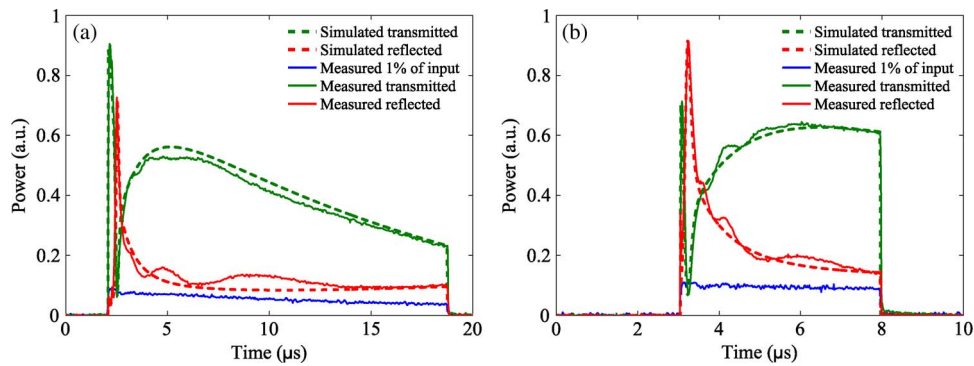 (a)
Simulated transmitted
Simulated reflected
Measured 1% of input
Measured transmitted
Measured reflected
Power (a.u.)
1
0.8
0.6
0.4
0.2
0
0 5 10 15 20
Time (µs)
(b)
Simulated transmitted
Simulated reflected
Measured 1% of input
Measured transmitted
Measured reflected
Power (a.u.)
1
0.8
0.6
0.4
0.2
0
0 2 4 6 8 10
Time (µs)